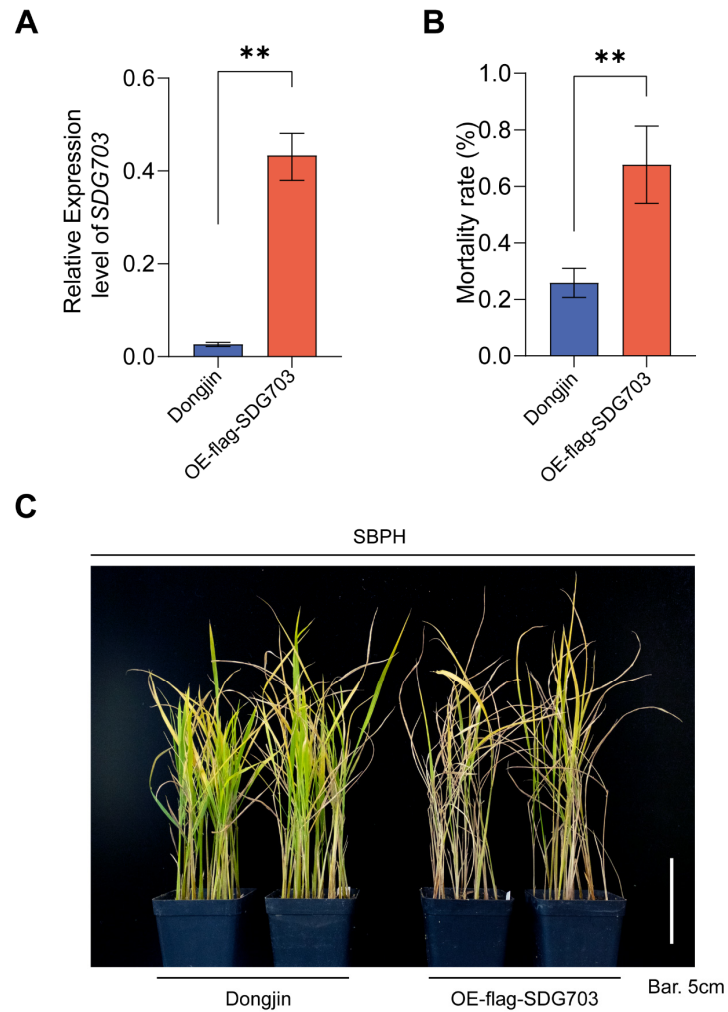 A
B
**
**
0.6
0.4
0.2
0.0
Relative Expression
level of SDG703
Dongjin
OE-flag-SDG703
1.0
0.8
0.6
0.4
0.2
0.0
Mortality rate (%)
Dongjin
OE-flag-SDG703
C
SBPH
Dongjin
OE-flag-SDG703
Bar. 5cm